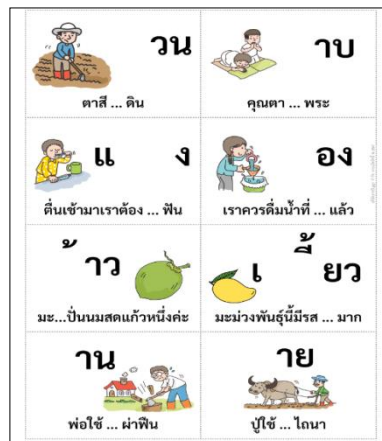 วน
ตาสี ... ดิน
าบ
คุณตา ... พระ
แ ง
ตื่นเช้ามาเราต้อง ... ฟัน
อง
เราควรดื่มน้ำที่ ... แล้ว
้าว
มะ...ปั่นนมสดแก้วหนึ่งค่ะ
เ ี้ยว
มะม่วงพันธุ์นี้มีรส ... มาก
าน
พ่อใช้ ... ผ่าฟืน
าย
ปู่ใช้ ... ไถนา